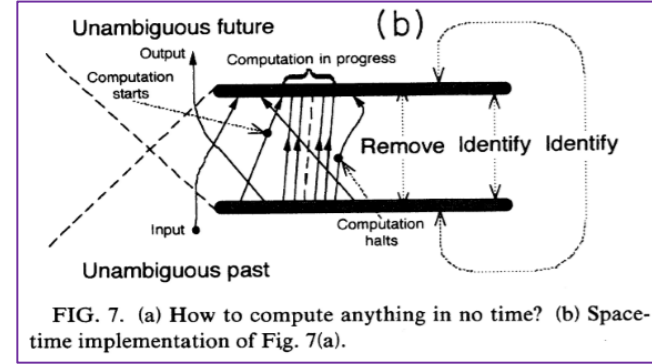 Unambiguous future
(b)
Output
Computation in progress
Computation
starts
Remove Identify Identify
Input
Computation
halts
Unambiguous past
FIG. 7. (a) How to compute anything in no time? (b) Space-
time implementation of Fig. 7(a).